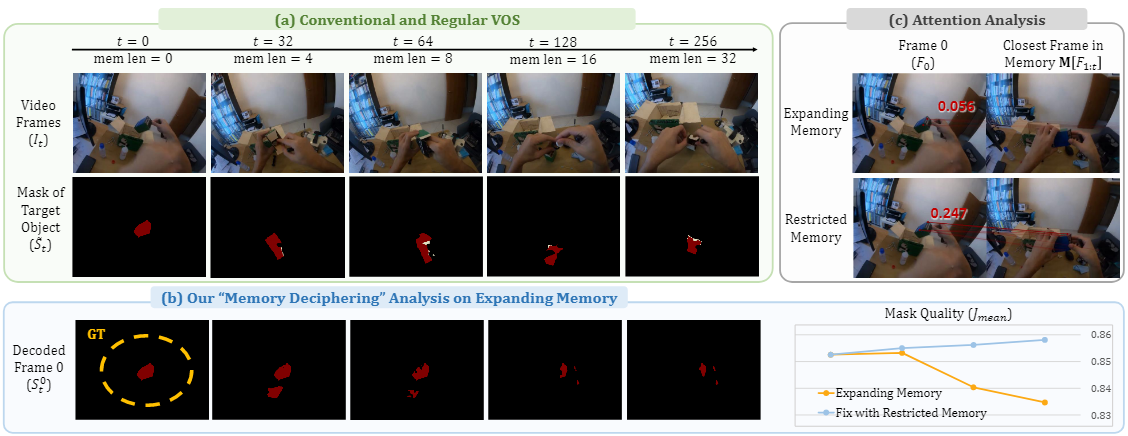 (a) Conventional and Regular VOS
t = 0
t = 32
t = 64
t = 128
t = 256
mem len = 0
mem len = 4
mem len = 8
mem len = 16
mem len = 32
Video
Frames
(I_t)
Mask of
Target
Object
(Ŝ_t)
(c) Attention Analysis
Frame 0
(F_0)
Closest Frame in
Memory M[F_{1:t}]
Expanding
Memory
0.056
Restricted
Memory
0.247
(b) Our “Memory Deciphering” Analysis on Expanding Memory
Decoded
Frame 0
(S_t^0)
GT
Mask Quality (J_{mean})
0.86
0.85
0.84
0.83
Expanding Memory
Fix with Restricted Memory